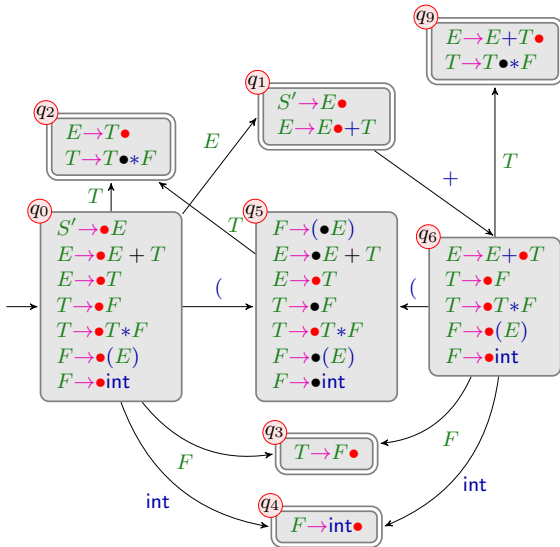 q9
E→E+T●
T→T●*F
q1
S′→E●
E→E●+T
q2
E→T●
T→T●*F
E
+
T
T
T
q0
S′→●E
E→●E + T
E→●T
T→●F
T→●T*F
F→●(E)
F→●int
(
q5
F→(●E)
E→●E + T
E→●T
T→●F
T→●T*F
F→●(E)
F→●int
(
q6
E→E+●T
T→●F
T→●T*F
F→●(E)
F→●int
q3
T→F●
F
F
int
int
q4
F→int●